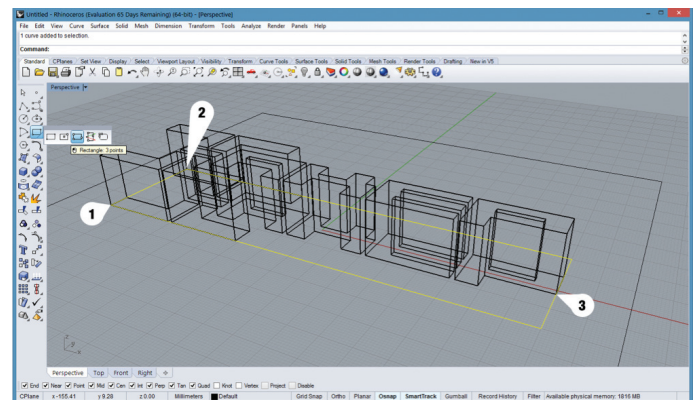 Untitled - Rhinoceros (Evaluation 65 Days Remaining) (64-bit) - [Perspective]
File Edit View Curve Surface Solid Mesh Dimension Transform Tools Analyze Render Panels Help
1 curve added to selection.
Command:
Standard CPlanes Set View Display Select Viewport Layout Visibility Transform Curve Tools Surface Tools Solid Tools Mesh Tools Render Tools Drafting New in V5
Perspective
2
Rectangle: 3 points
1
3
z
y
x
Perspective Top Front Right
End Near Point Mid Cen Int Perp Tan Quad Knot Vertex Project Disable
CPlane x -155.41 y 9.28 z 0.00 Millimeters Default Grid Snap Ortho Planar Osnap SmartTrack Gumball Record History Filter Available physical memory: 1816 MB